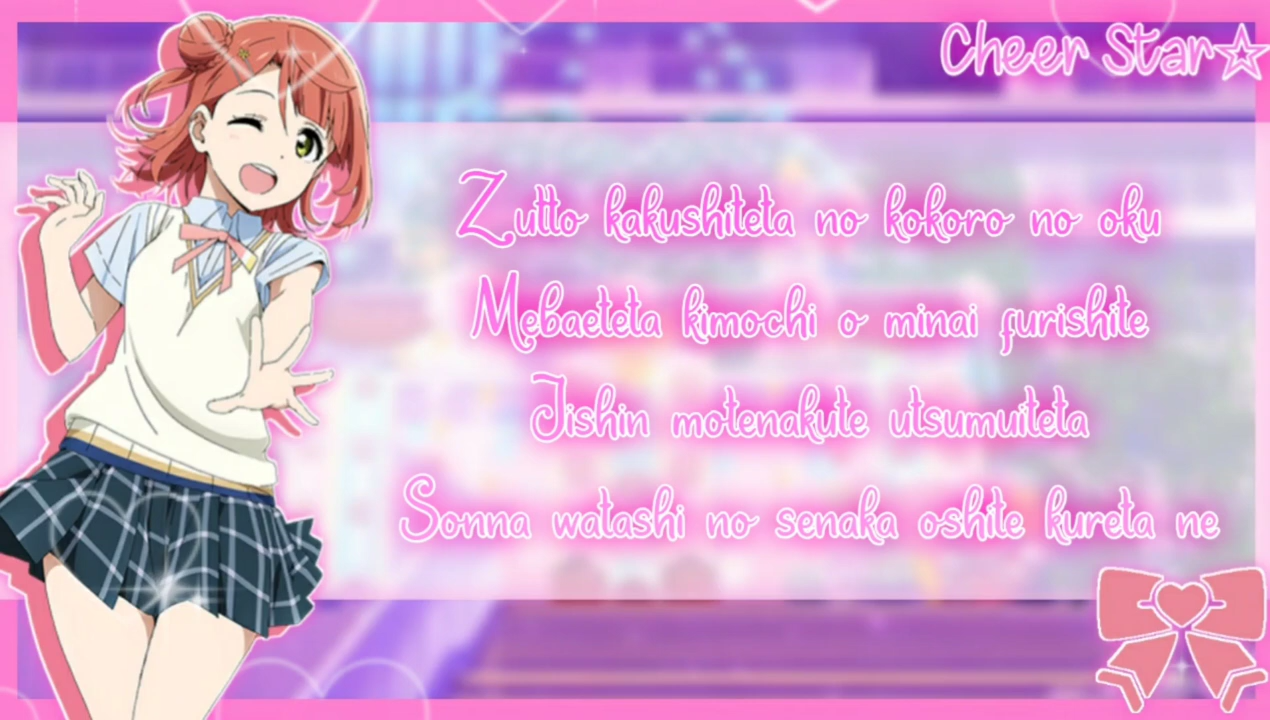 Cheer Star☆
Zutto kakushiteta no kokoro no oku
Mebaeteta kimochi o minai furishite
Jishin motenakute utsumuiteta
Sonna watashi no senaka oshite kureta ne